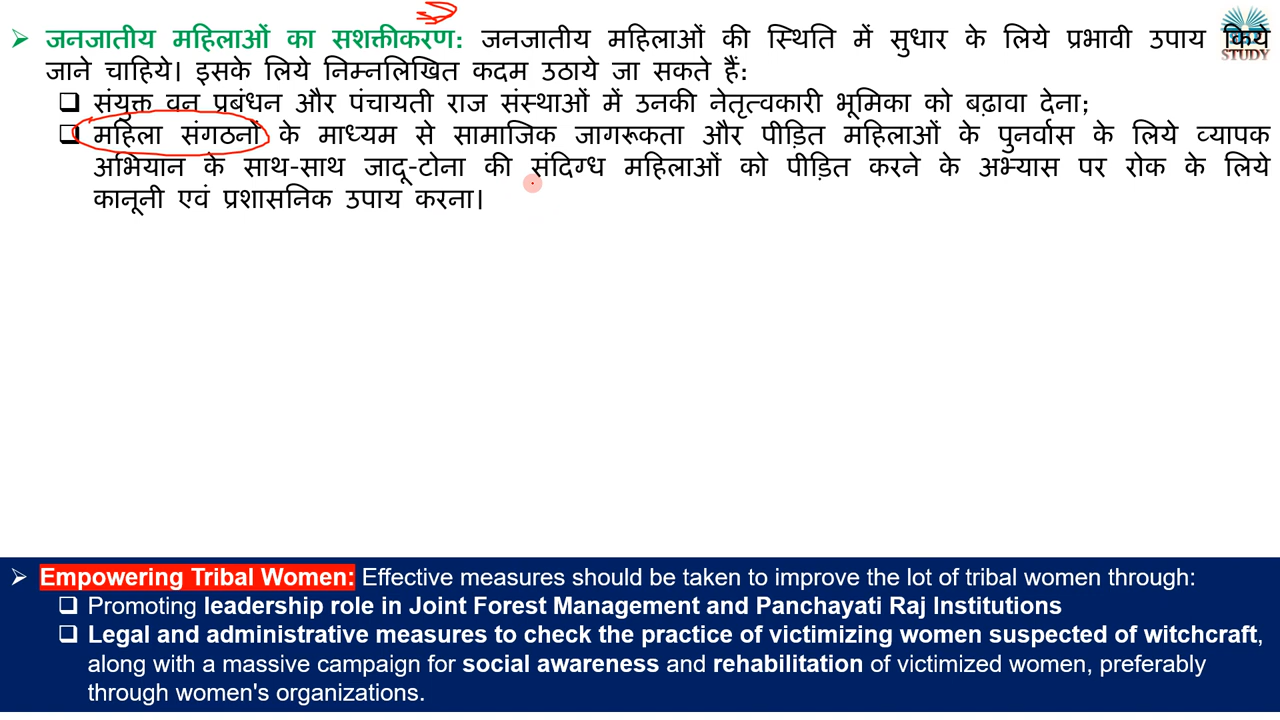 जनजातीय महिलाओं का सशक्तीकरण: जनजातीय महिलाओं की स्थिति में सुधार के लिये प्रभावी उपाय किये
जाने चाहिये। इसके लिये निम्नलिखित कदम उठाये जा सकते हैं:
संयुक्त वन प्रबंधन और पंचायती राज संस्थाओं में उनकी नेतृत्वकारी भूमिका को बढ़ावा देना;
महिला संगठनों के माध्यम से सामाजिक जागरूकता और पीड़ित महिलाओं के पुनर्वास के लिये व्यापक
अभियान के साथ-साथ जादू-टोना की संदिग्ध महिलाओं को पीड़ित करने के अभ्यास पर रोक के लिये
कानूनी एवं प्रशासनिक उपाय करना।
STUDY
Empowering Tribal Women: Effective measures should be taken to improve the lot of tribal women through:
Promoting leadership role in Joint Forest Management and Panchayati Raj Institutions
Legal and administrative measures to check the practice of victimizing women suspected of witchcraft,
along with a massive campaign for social awareness and rehabilitation of victimized women, preferably
through women's organizations.